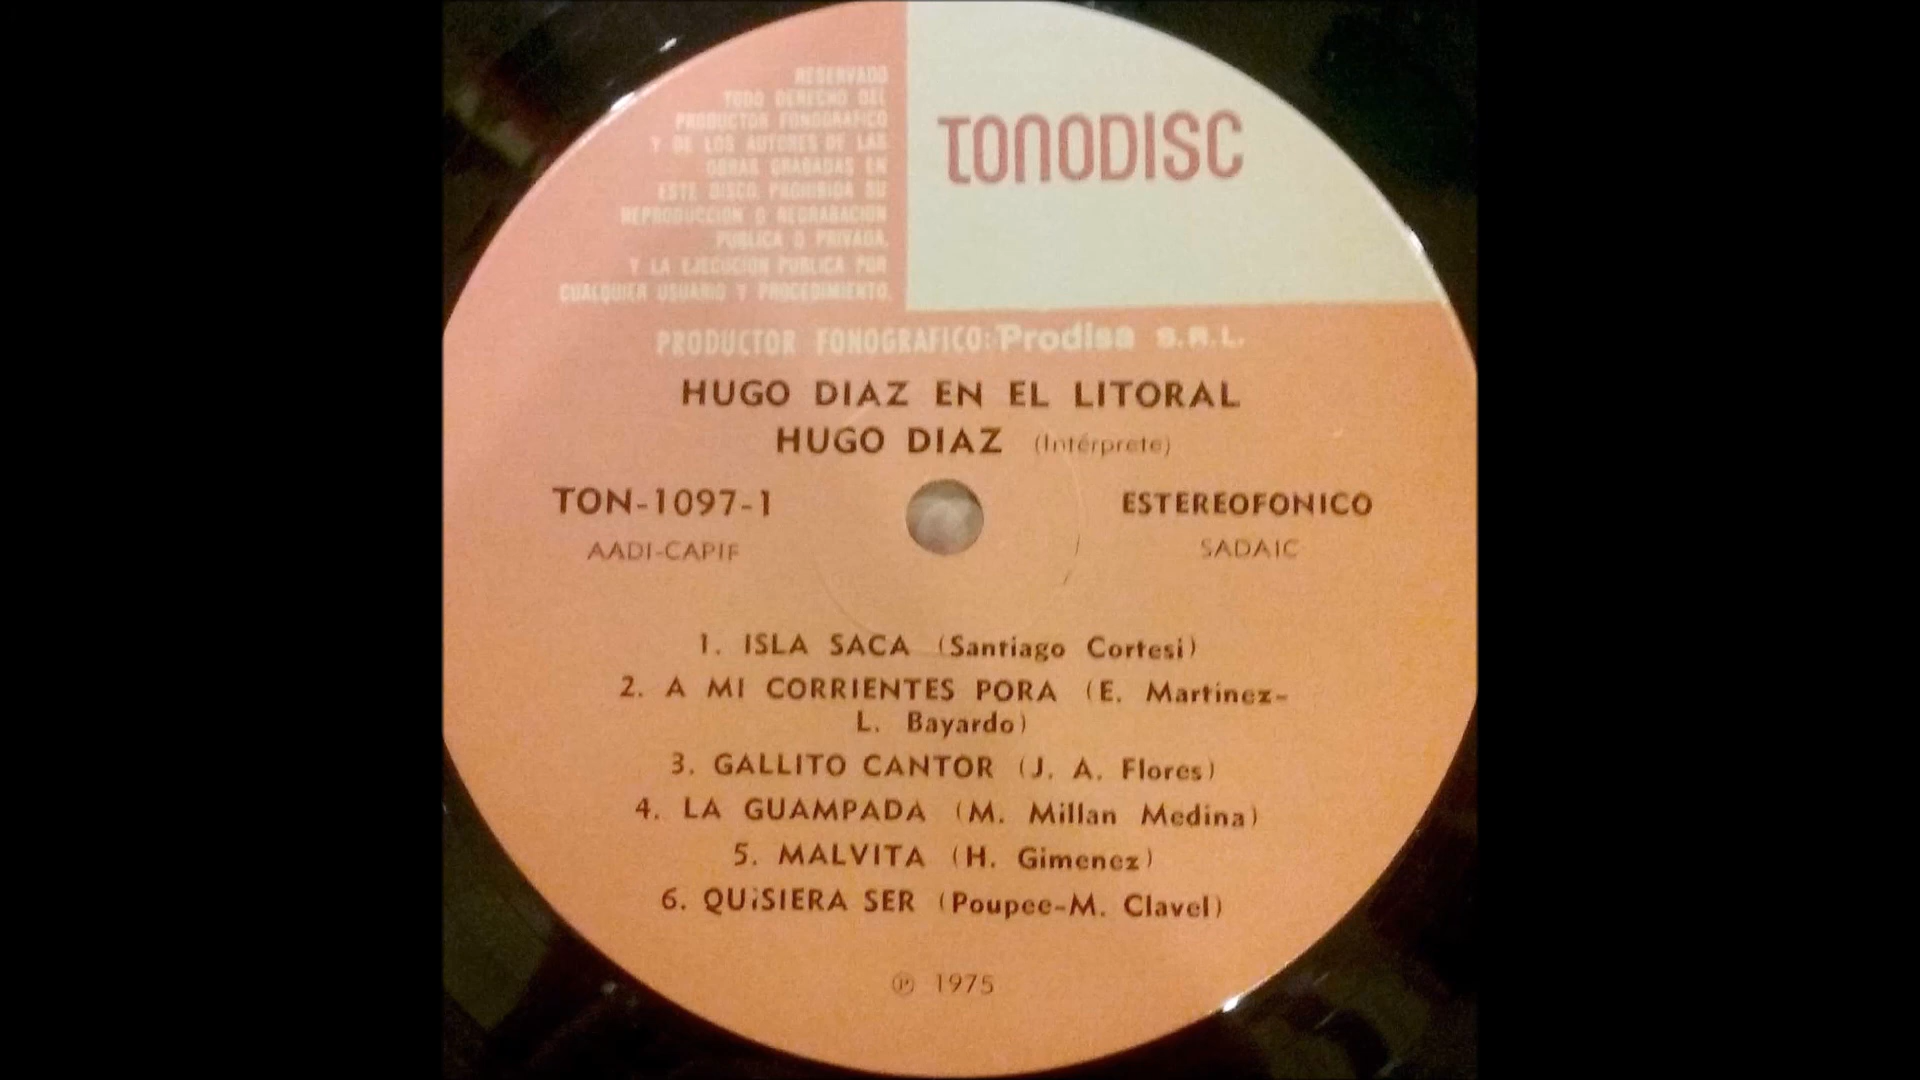 RESERVADO
TODO DERECHO DEL
PRODUCTOR FONOGRAFICO
Y DE LOS AUTORES DE LAS
OBRAS GRABADAS EN
ESTE DISCO. PROHIBIDA SU
REPRODUCCION O REGRABACION
PUBLICA O PRIVADA,
Y LA EJECUCION PUBLICA POR
CUALQUIER USUARIO Y PROCEDIMIENTO.
TONODISC
PRODUCTOR FONOGRAFICO: Prodisa S.R.L.
HUGO DIAZ EN EL LITORAL
HUGO DIAZ (Intérprete)
TON-1097-1
AADI-CAPIF
ESTEREOFONICO
SADAIC
1. ISLA SACA (Santiago Cortesi)
2. A MI CORRIENTES PORA (E. Martinez-
L. Bayardo)
3. GALLITO CANTOR (J. A. Flores)
4. LA GUAMPADA (M. Millan Medina)
5. MALVITA (H. Gimenez)
6. QUiSIERA SER (Poupee-M. Clavel)
℗ 1975